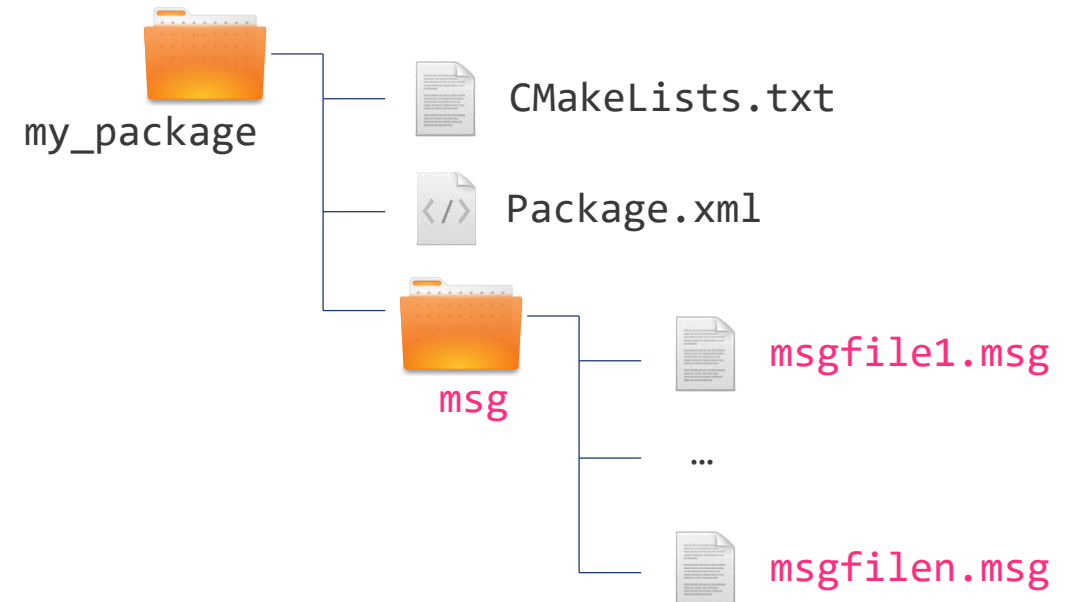 my_package
CMakeLists.txt
Package.xml
msg
msgfile1.msg
…
msgfilen.msg